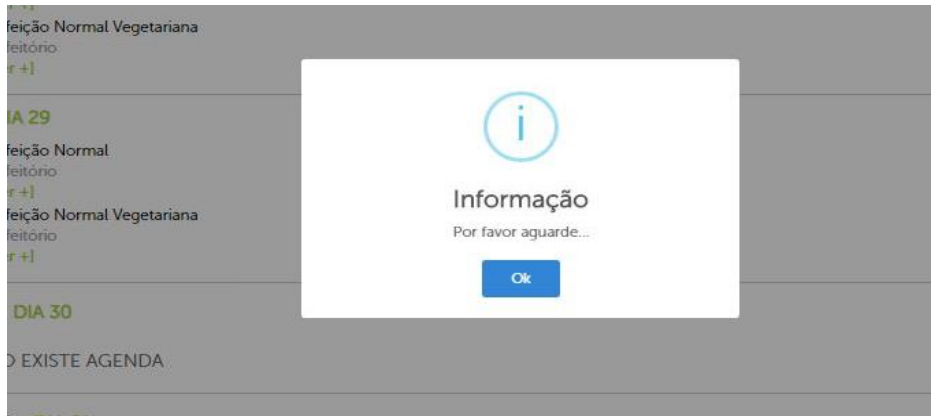 feição Normal Vegetariana
feitório
r +]
IA 29
feição Normal
feitório
r +]
feição Normal Vegetariana
feitório
r +]
DIA 30
O EXISTE AGENDA
i
Informação
Por favor aguarde...
Ok